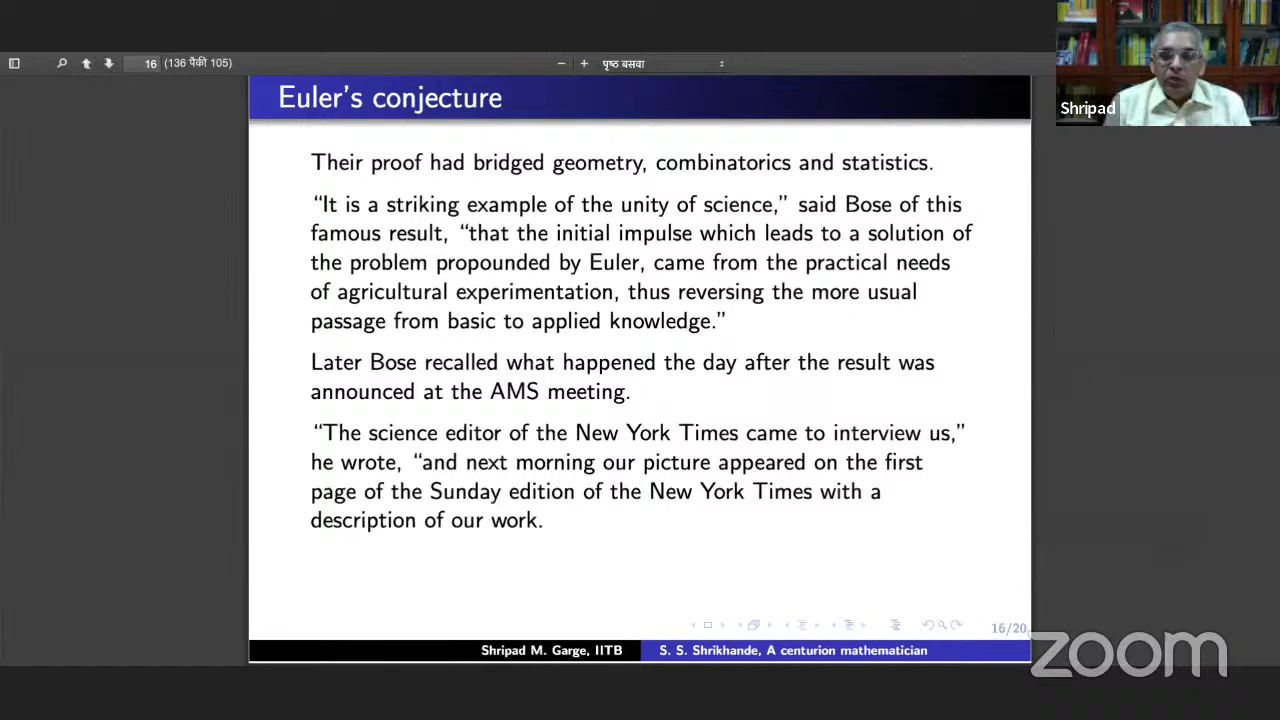 16 (136 पैकी 105)
पृष्ठ बसवा
Shripad
Euler's conjecture
Their proof had bridged geometry, combinatorics and statistics.
“It is a striking example of the unity of science,” said Bose of this
famous result, “that the initial impulse which leads to a solution of
the problem propounded by Euler, came from the practical needs
of agricultural experimentation, thus reversing the more usual
passage from basic to applied knowledge.”
Later Bose recalled what happened the day after the result was
announced at the AMS meeting.
“The science editor of the New York Times came to interview us,”
he wrote, “and next morning our picture appeared on the first
page of the Sunday edition of the New York Times with a
description of our work.
16/20
Shripad M. Garge, IITB
S. S. Shrikhande, A centurion mathematician
zoom